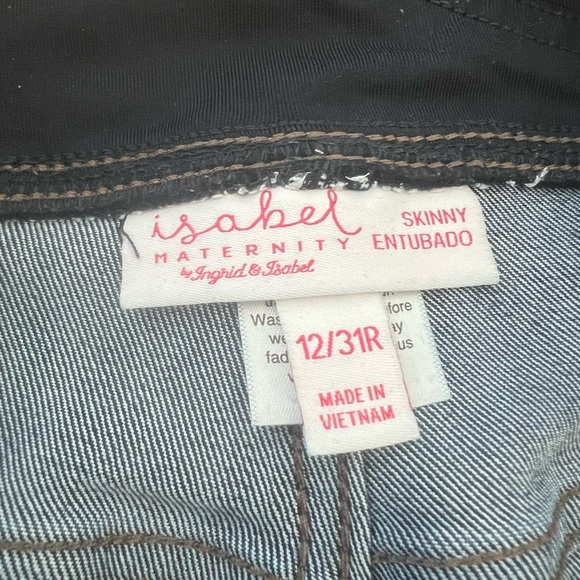 isabel
MATERNITY
by Ingrid & Isabel
SKINNY
ENTUBADO
12/31R
MADE IN
VIETNAM